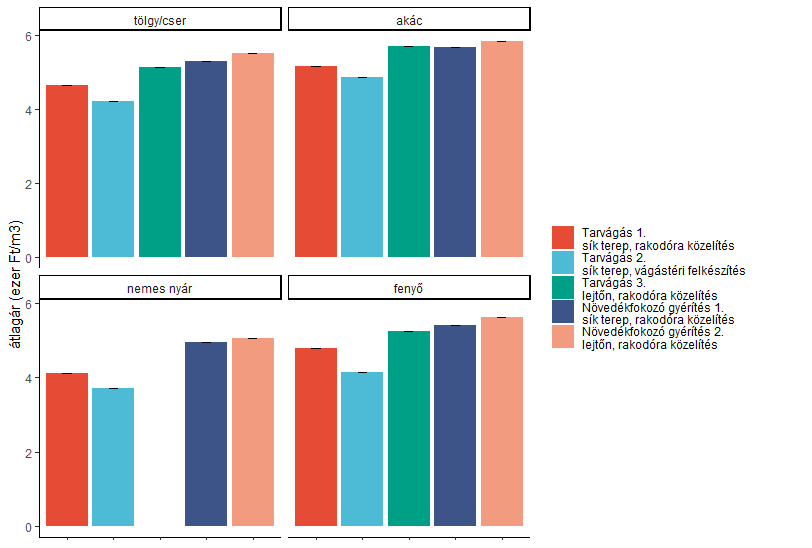 tölgy/cser
akác
6
4
2
0
nemes nyár
fenyő
6
4
2
0
átlagár (ezer Ft/m3)
Tarvágás 1.
sík terep, rakodóra közelítés
Tarvágás 2.
sík terep, vágástéri felkészítés
Tarvágás 3.
lejtőn, rakodóra közelítés
Növedékfokozó gyérítés 1.
sík terep, rakodóra közelítés
Növedékfokozó gyérítés 2.
lejtőn, rakodóra közelítés